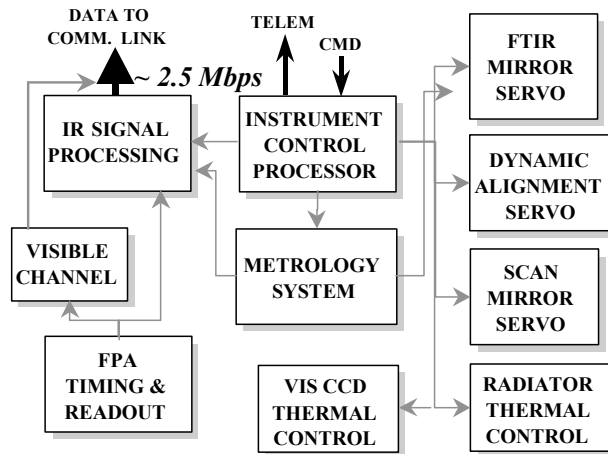 DATA TO
COMM. LINK
~ 2.5 Mbps
TELEM
CMD
IR SIGNAL
PROCESSING
INSTRUMENT
CONTROL
PROCESSOR
FTIR
MIRROR
SERVO
DYNAMIC
ALIGNMENT
SERVO
VISIBLE
CHANNEL
METROLOGY
SYSTEM
SCAN
MIRROR
SERVO
FPA
TIMING &
READOUT
VIS CCD
THERMAL
CONTROL
RADIATOR
THERMAL
CONTROL